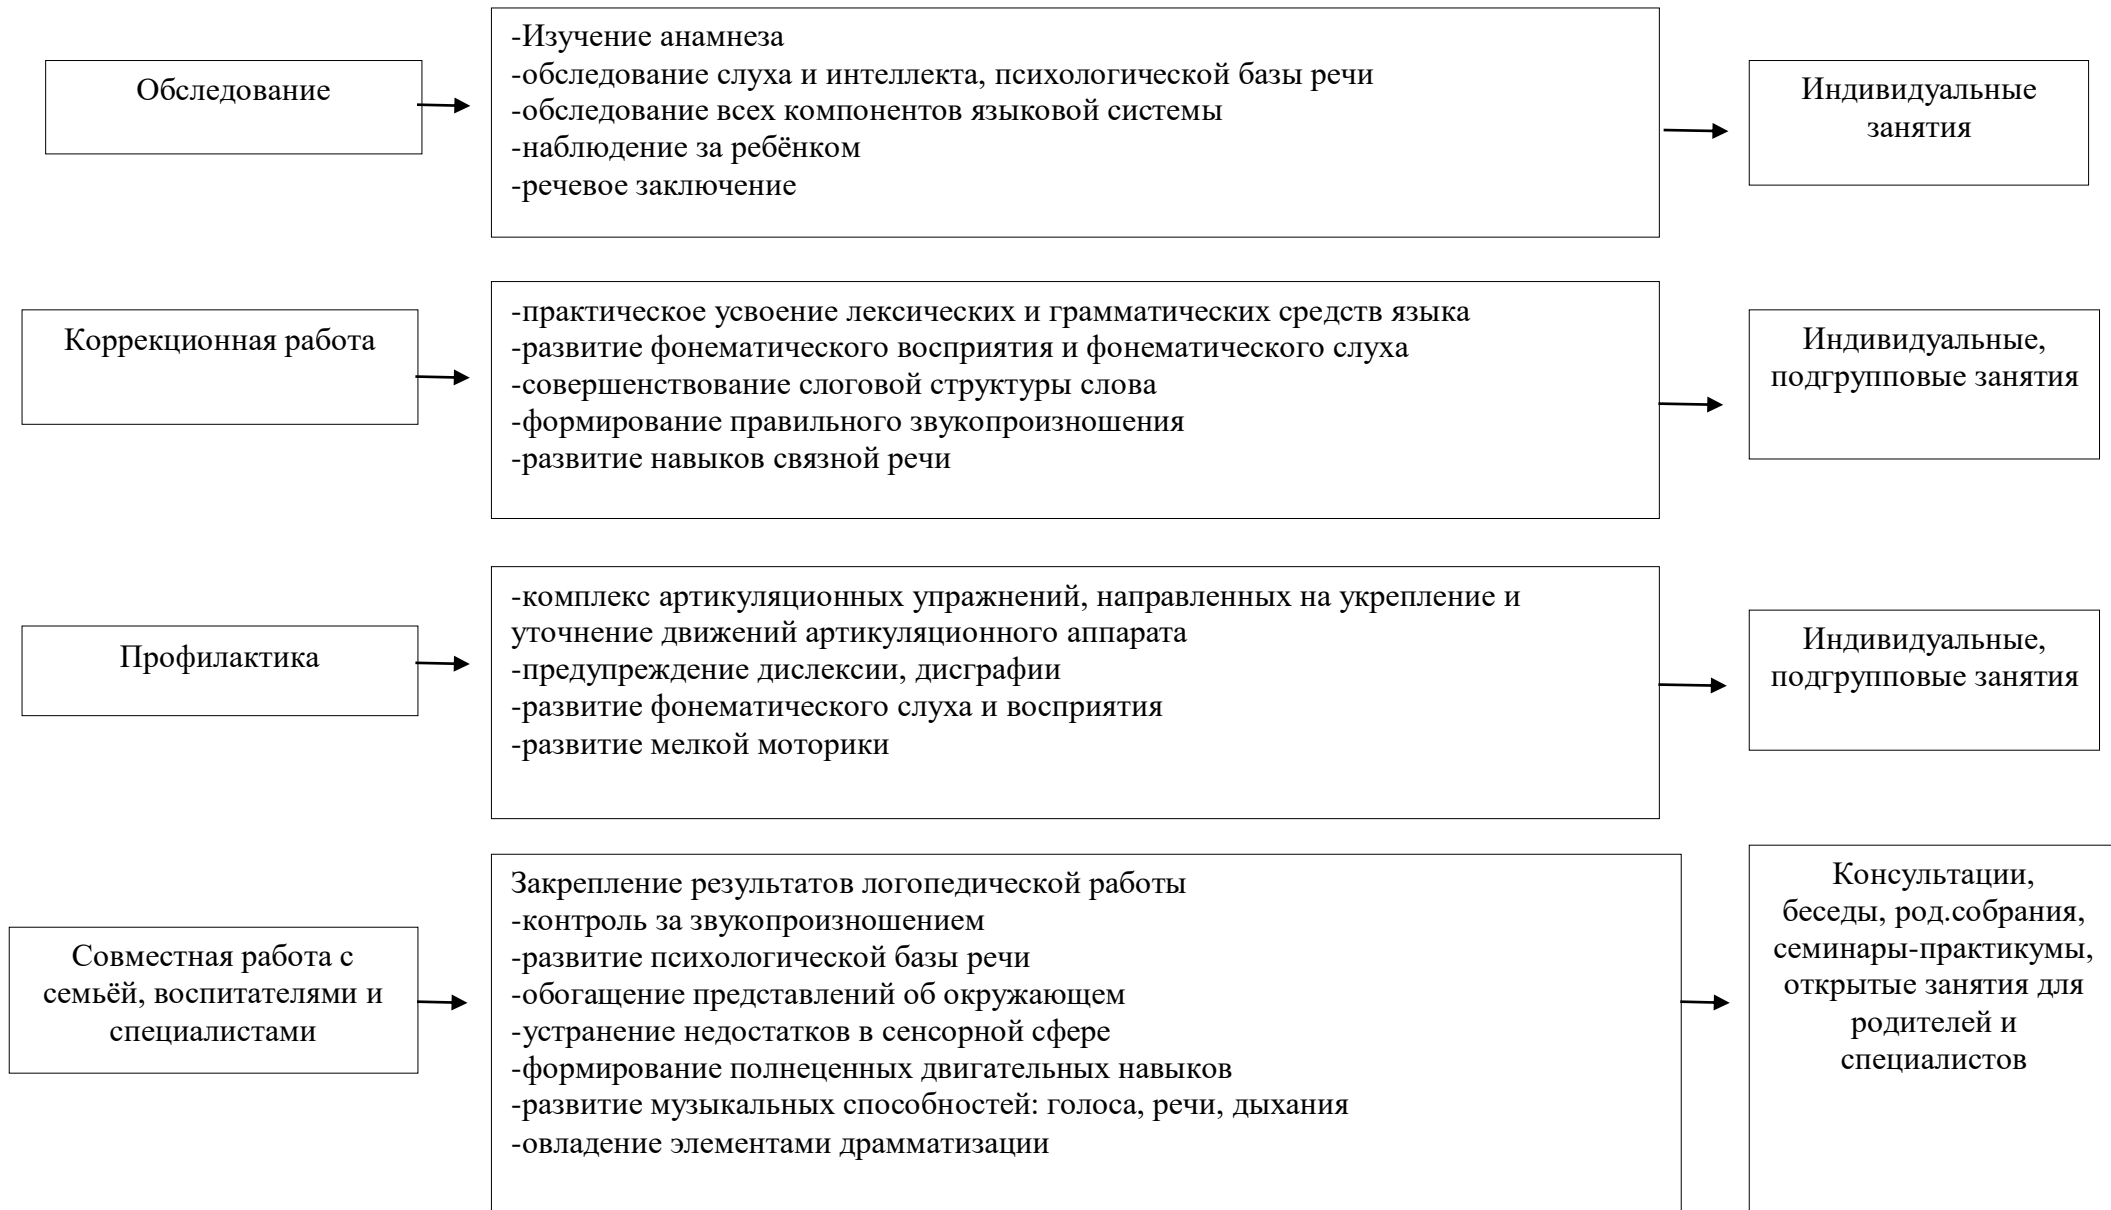 Обследование
-Изучение анамнеза
-обследование слуха и интеллекта, психологической базы речи
-обследование всех компонентов языковой системы
-наблюдение за ребёнком
-речевое заключение
Индивидуальные
занятия
Коррекционная работа
-практическое усвоение лексических и грамматических средств языка
-развитие фонематического восприятия и фонематического слуха
-совершенствование слоговой структуры слова
-формирование правильного звукопроизношения
-развитие навыков связной речи
Индивидуальные,
подгрупповые занятия
Профилактика
-комплекс артикуляционных упражнений, направленных на укрепление и
уточнение движений артикуляционного аппарата
-предупреждение дислексии, дисграфии
-развитие фонематического слуха и восприятия
-развитие мелкой моторики
Индивидуальные,
подгрупповые занятия
Совместная работа с
семьёй, воспитателями и
специалистами
Закрепление результатов логопедической работы
-контроль за звукопроизношением
-развитие психологической базы речи
-обогащение представлений об окружающем
-устранение недостатков в сенсорной сфере
-формирование полнеценных двигательных навыков
-развитие музыкальных способностей: голоса, речи, дыхания
-овладение элементами драмматизации
Консультации,
беседы, род.собрания,
семинары-практикумы,
открытые занятия для
родителей и
специалистов